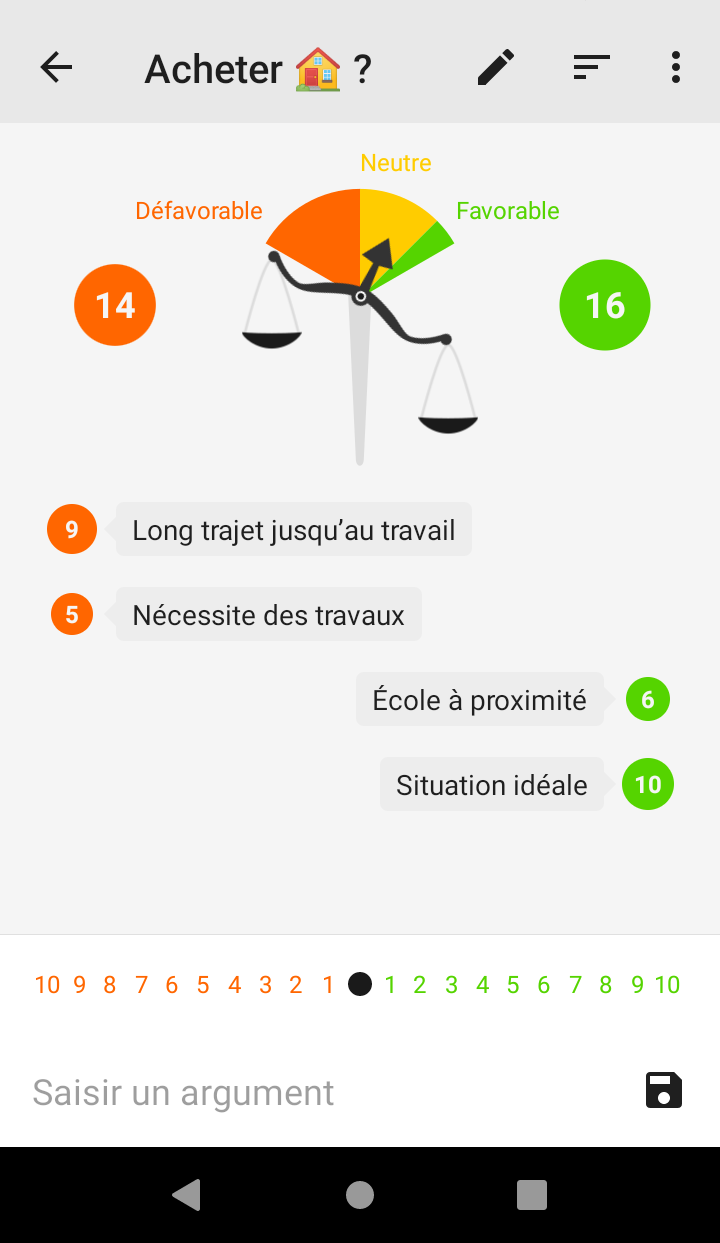 Acheter 🏠 ?
Neutre
Défavorable
Favorable
14
16
9 Long trajet jusqu’au travail
5 Nécessite des travaux
École à proximité 6
Situation idéale 10
10 9 8 7 6 5 4 3 2 1 1 2 3 4 5 6 7 8 9 10
Saisir un argument